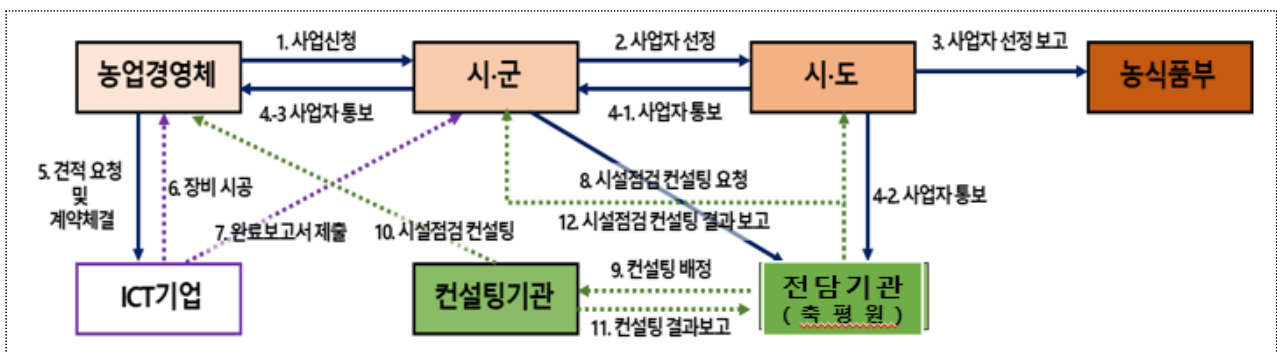 1. 사업신청
2. 사업자 선정
3. 사업자 선정 보고
농업경영체
시·군
시·도
농식품부
4.-3 사업자 통보
4-1. 사업자 통보
5. 견적 요청
및
계약체결
6. 장비 시공
8. 시설점검 컨설팅 요청
4-2. 사업자 통보
7. 완료보고서 제출
10. 시설점검 컨설팅
12. 시설점검 컨설팅 결과 보고
ICT기업
컨설팅기관
9. 컨설팅 배정
11. 컨설팅 결과보고
전담기관
( 축 평 원 )